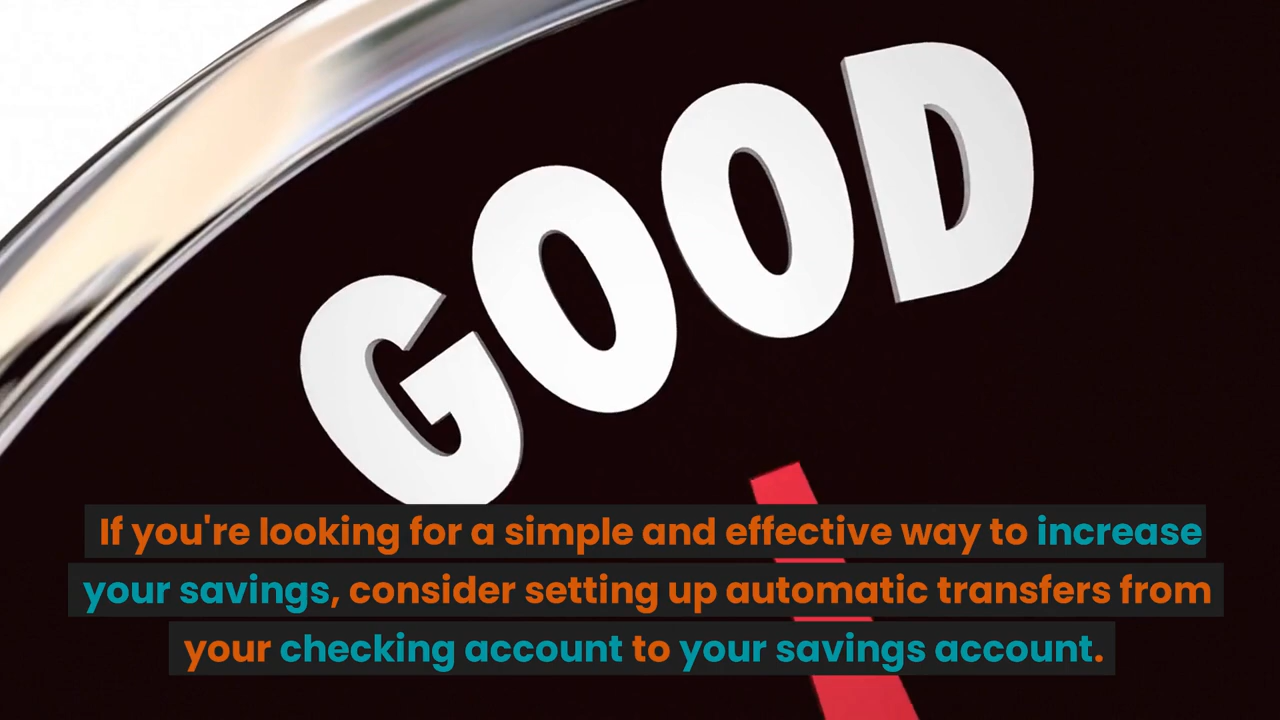 GOOD
If you're looking for a simple and effective way to increase
your savings, consider setting up automatic transfers from
your checking account to your savings account.